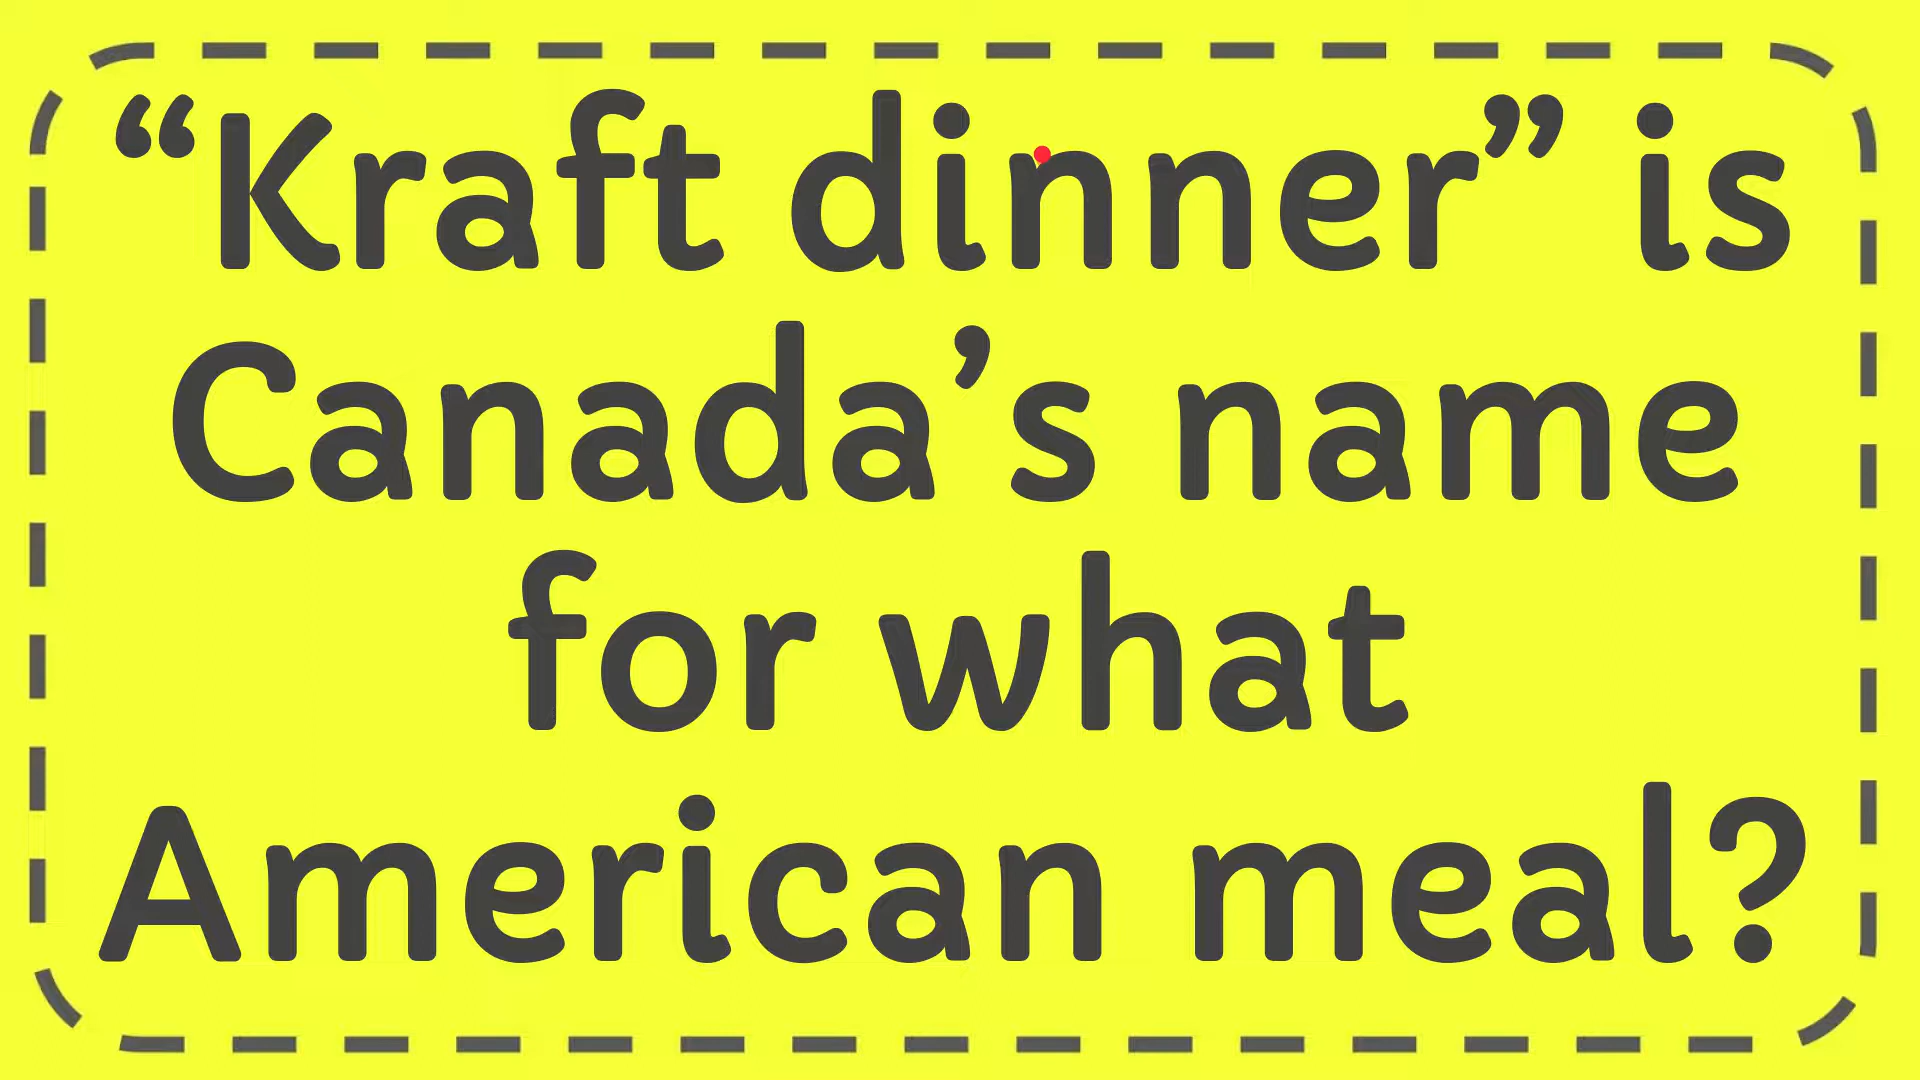 “Kraft dinner” is
Canada’s name
for what
American meal?